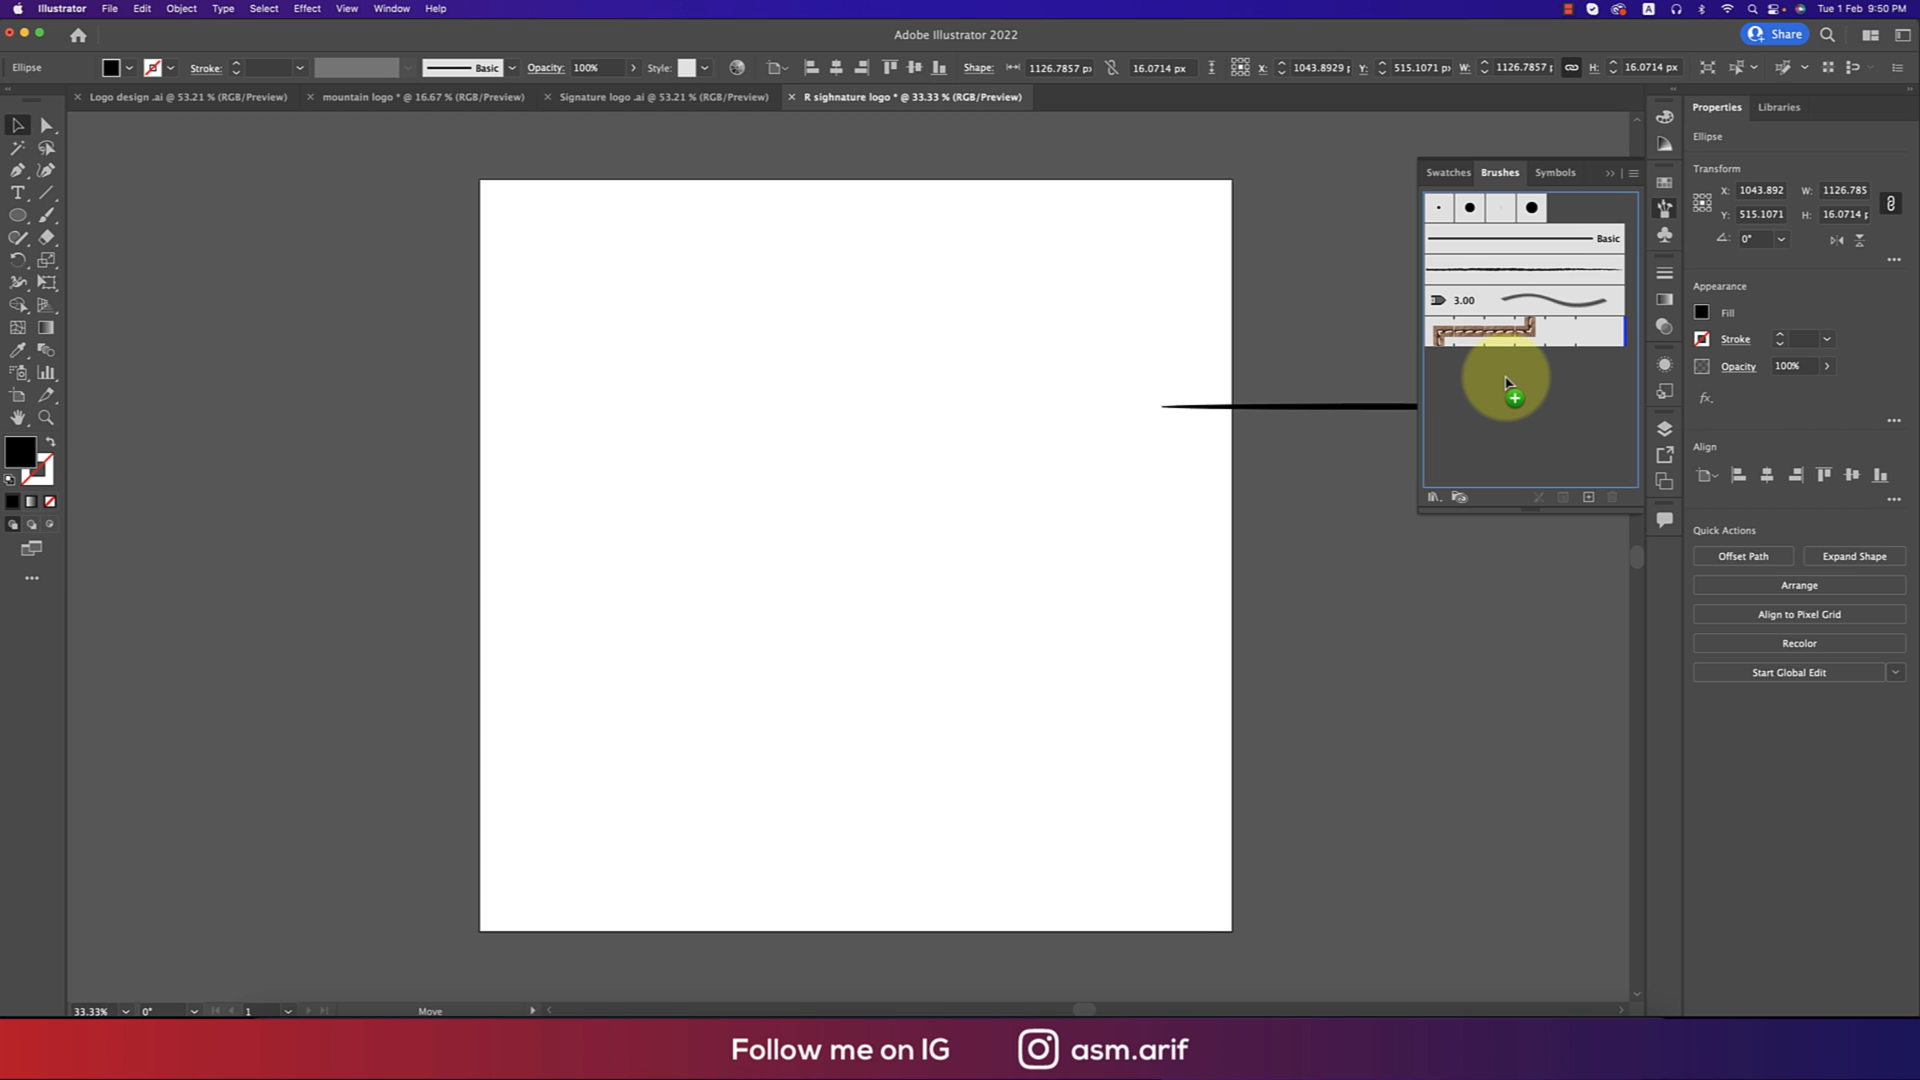 Illustrator File Edit Object Type Select Effect View Window Help
A Tue 1 Feb 9:50 PM
Adobe Illustrator 2022
Share
Ellipse Stroke: Basic Opacity: 100% Style: Shape: 1126.7857 px 16.0714 px X: 1043.8929 p Y: 515.1071 W: 1126.7857 p H: 16.0714 px
Logo design .ai @ 53.21 % (RGB/Preview) mountain logo * @ 16.67 % (RGB/Preview) Signature logo .ai @ 53.21 % (RGB/Preview) R sighnature logo * @ 33.33 % (RGB/Preview)
Swatches Brushes Symbols
Basic
3.00
Properties Libraries
Ellipse
Transform
X: 1043.892 W: 1126.785
Y: 515.1071 H: 16.0714 p
0°
Appearance
Fill
Stroke
Opacity 100%
fx.
Align
Quick Actions
Offset Path Expand Shape
Arrange
Align to Pixel Grid
Recolor
Start Global Edit
33.33% 0° 1 Move
Follow me on IG asm.arif